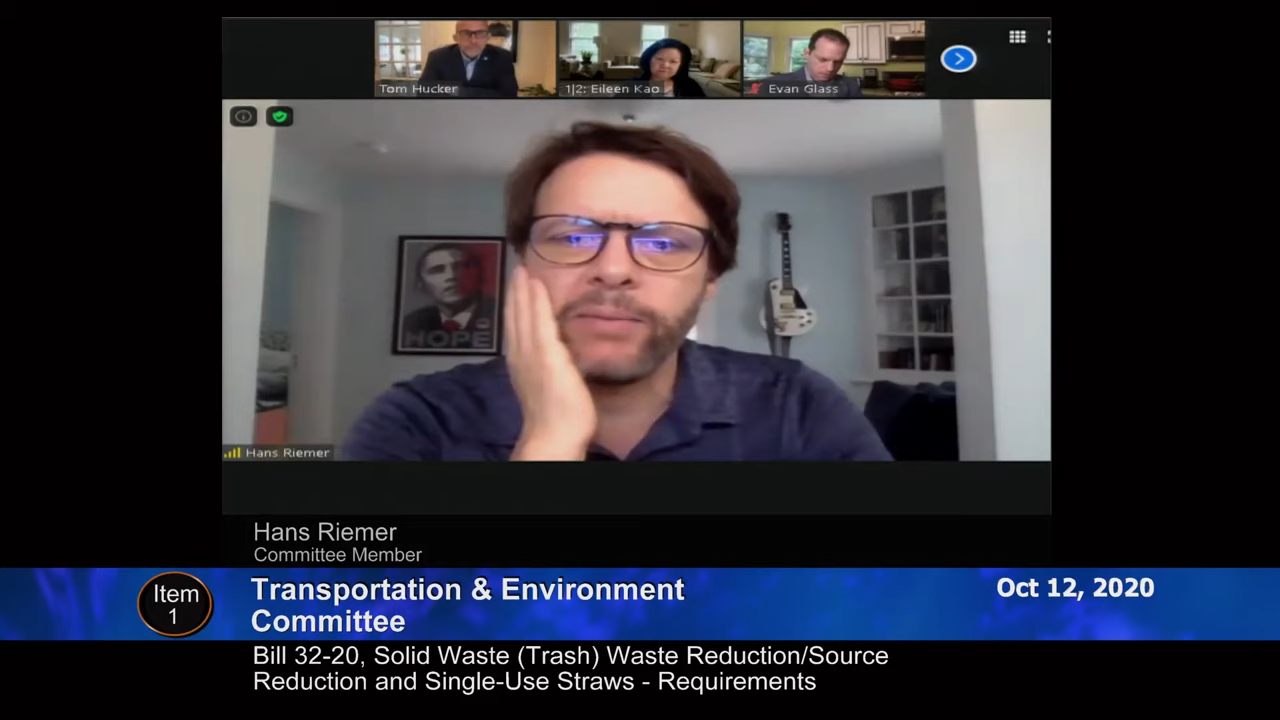 Tom Hucker
1|2: Eileen Kao
Evan Glass
HOPE
Hans Riemer
Hans Riemer
Committee Member
Item
1
Transportation & Environment
Committee
Oct 12, 2020
Bill 32-20, Solid Waste (Trash) Waste Reduction/Source
Reduction and Single-Use Straws - Requirements